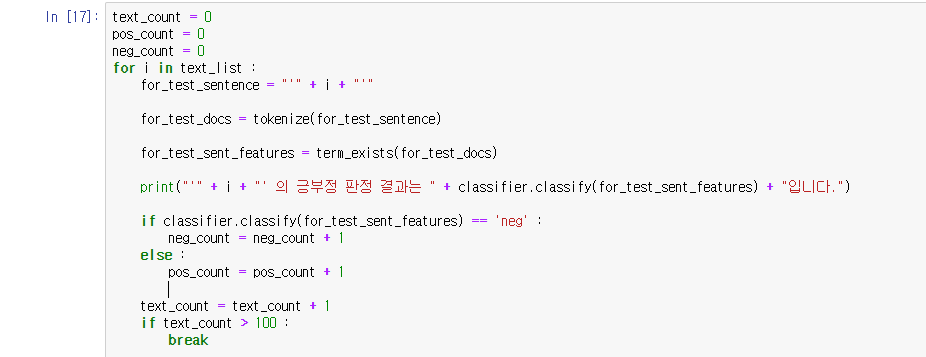 In [17]:
text_count = 0
pos_count = 0
neg_count = 0
for i in text_list :
    for_test_sentence = "'" + i + "'"
    for_test_docs = tokenize(for_test_sentence)
    for_test_sent_features = term_exists(for_test_docs)
    print("'" + i + "' 의 긍부정 판정 결과는 " + classifier.classify(for_test_sent_features) + "입니다.")
    if classifier.classify(for_test_sent_features) == 'neg' :
        neg_count = neg_count + 1
    else :
        pos_count = pos_count + 1
    text_count = text_count + 1
    if text_count > 100 :
        break